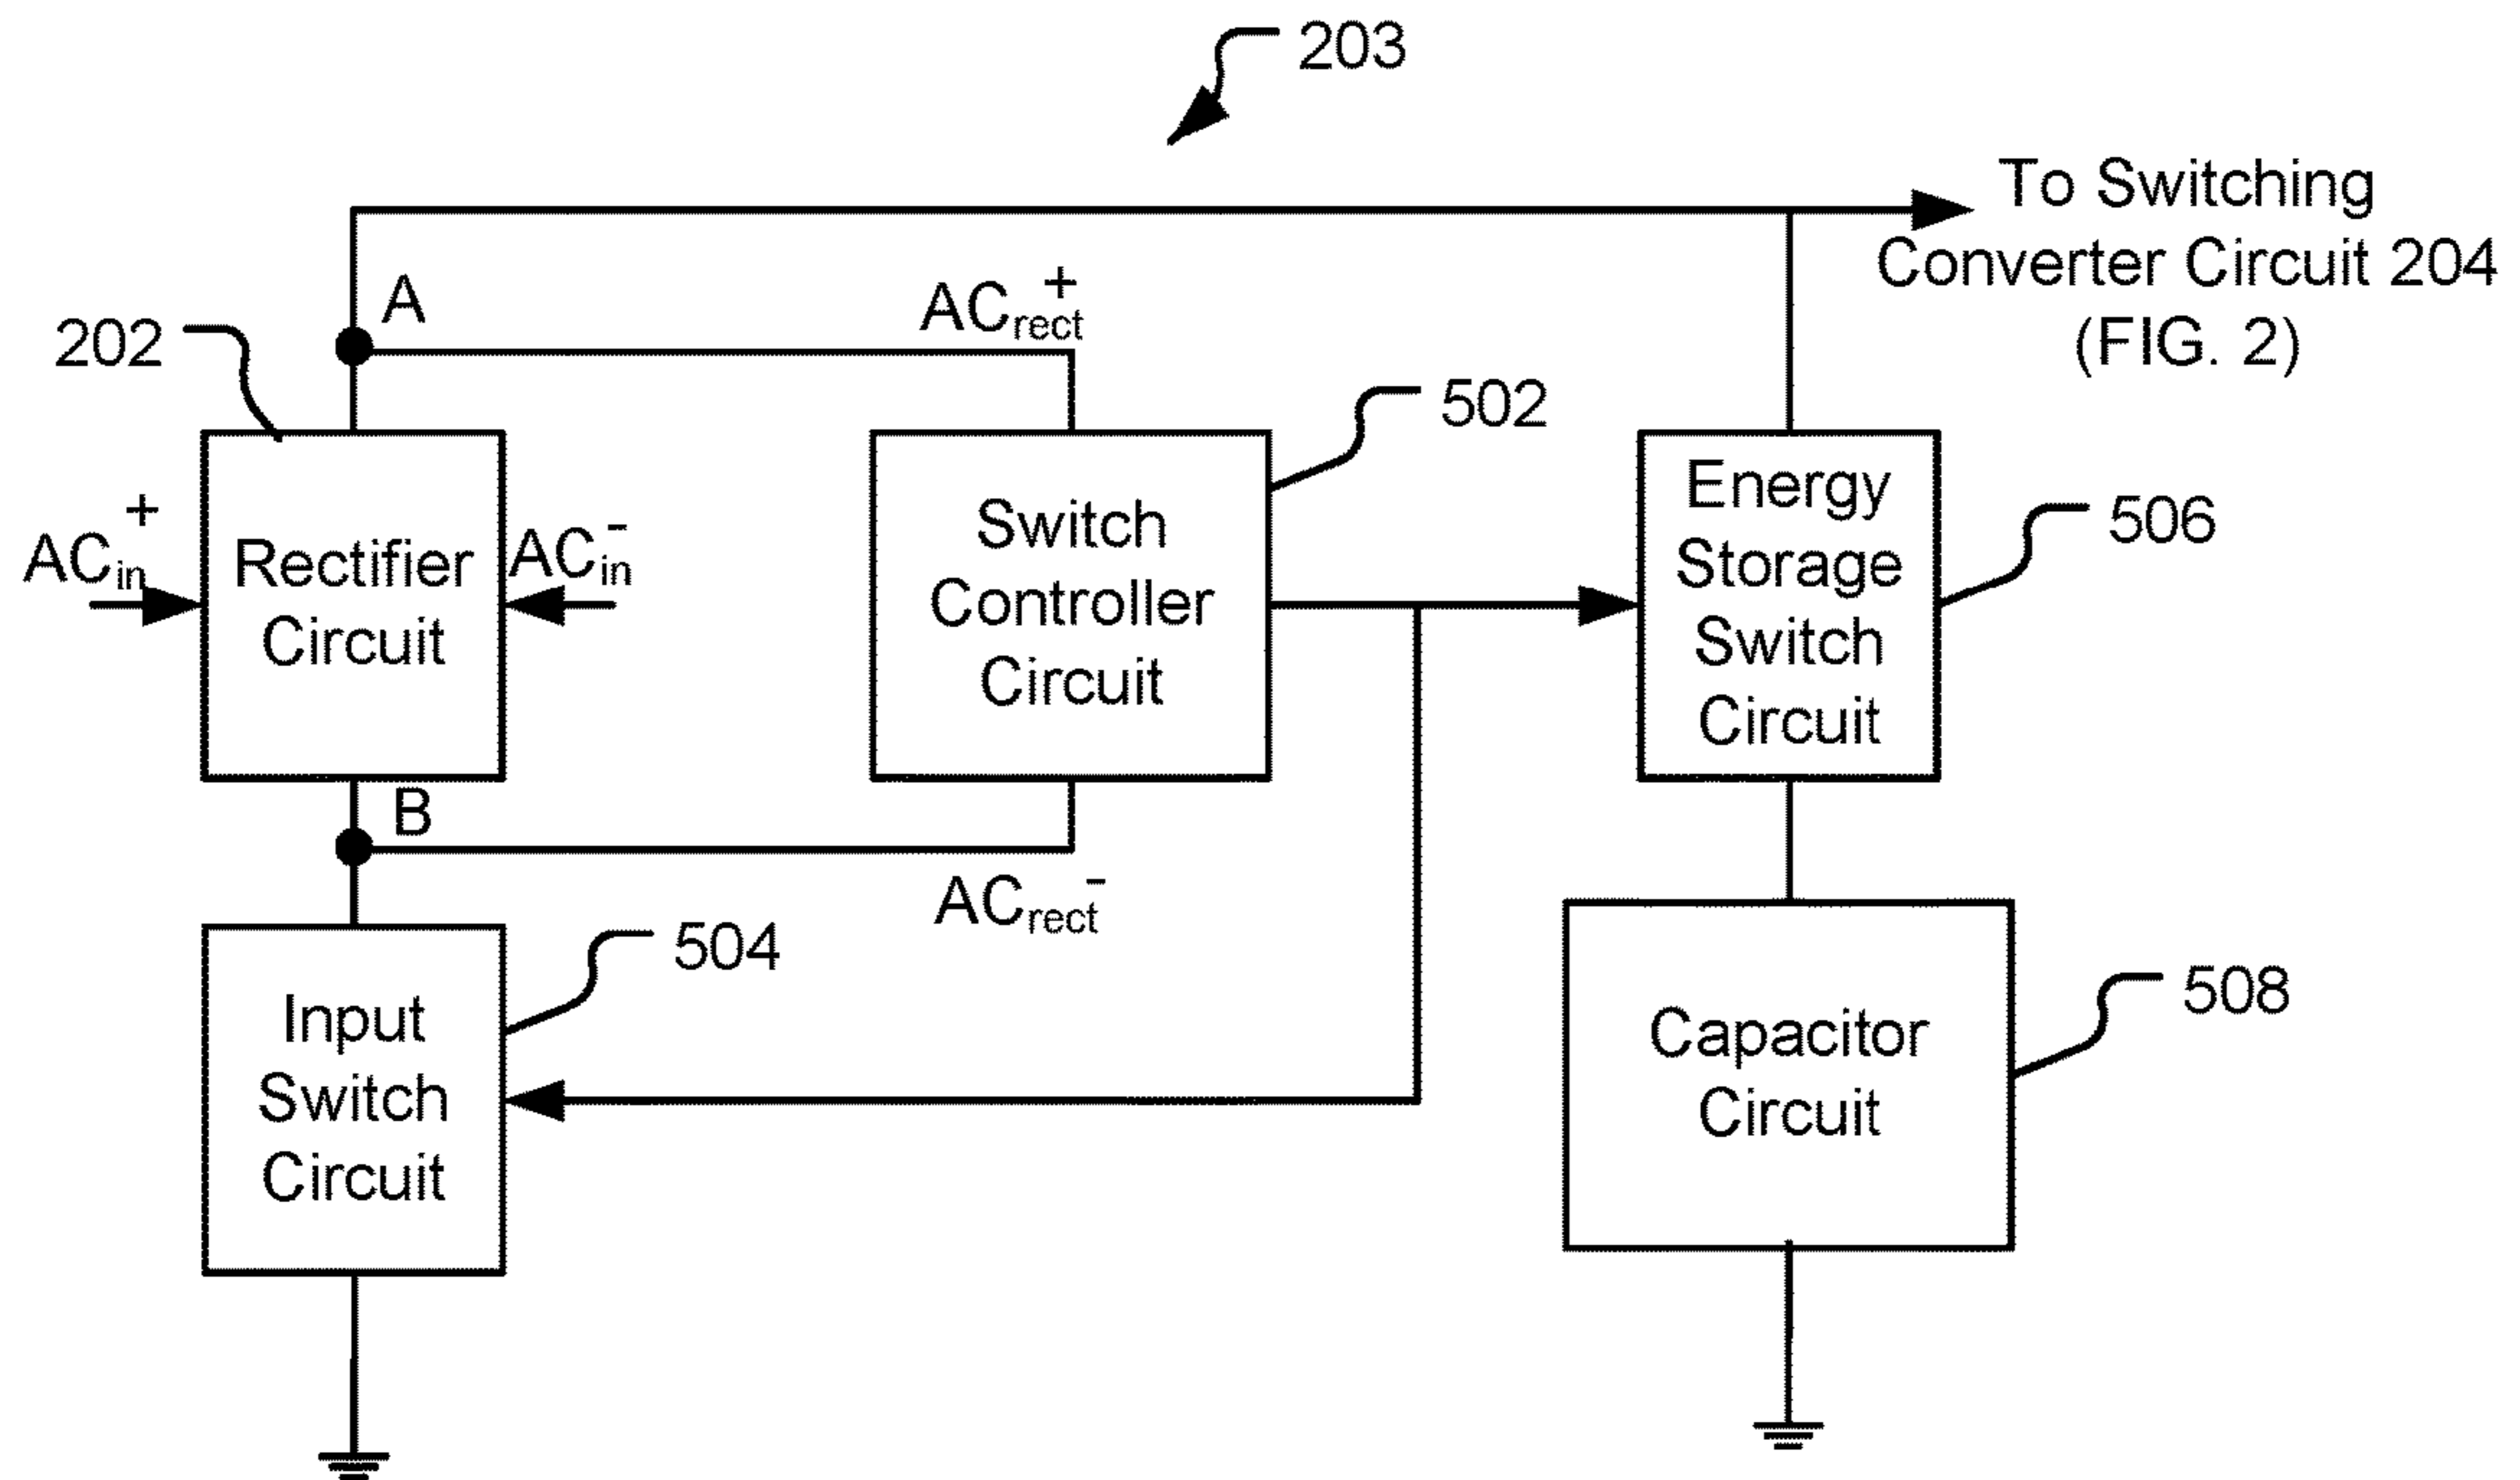 203
To Switching
Converter Circuit 204
(FIG. 2)
A
AC rect +
202
502
Energy
Storage
Switch
Circuit
506
Switch
Controller
Circuit
AC in +
Rectifier
Circuit
AC in -
B
AC rect -
504
Input
Switch
Circuit
508
Capacitor
Circuit